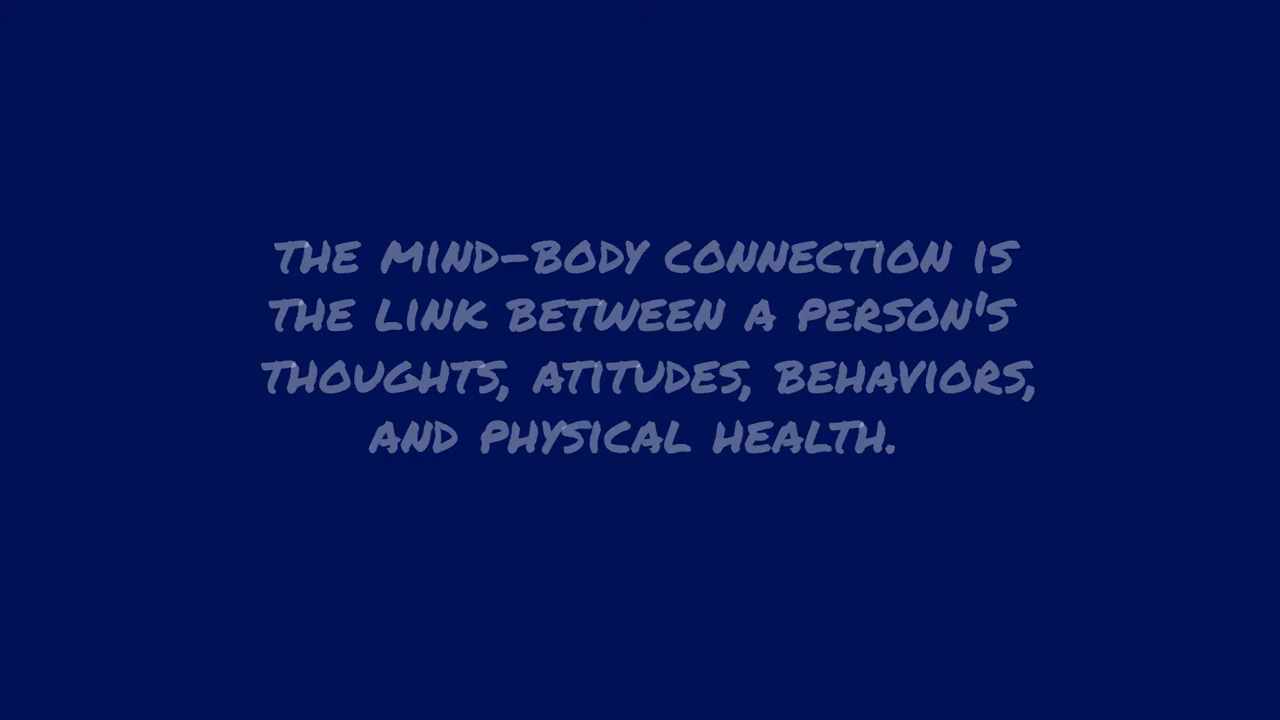 THE MIND-BODY CONNECTION IS
THE LINK BETWEEN A PERSON'S
THOUGHTS, ATITUDES, BEHAVIORS,
AND PHYSICAL HEALTH.